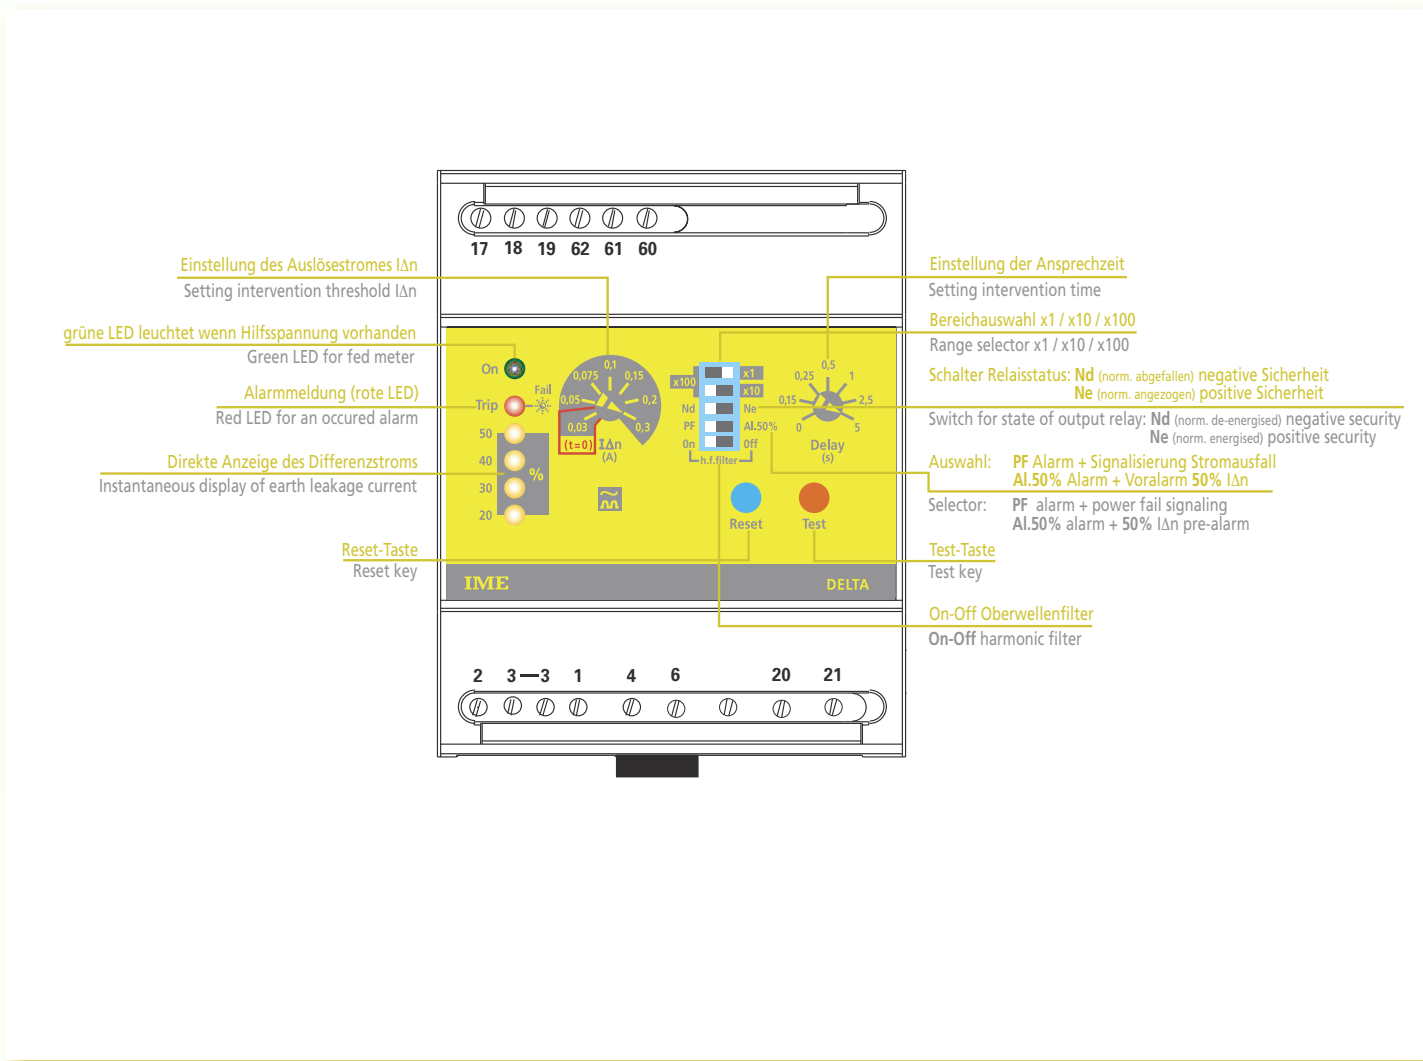 17 18 19 62 61 60
Einstellung des Auslösestromes I∆n
Setting intervention threshold I∆n
grüne LED leuchtet wenn Hilfsspannung vorhanden
Green LED for fed meter
Alarmmeldung (rote LED)
Red LED for an occured alarm
Direkte Anzeige des Differenzstroms
Instantaneous display of earth leakage current
Reset-Taste
Reset key
On
Fail
Trip
50
40
30
20
%
0,03
0,05
0,075
0,1
0,15
0,2
0,3
(t=0)
I∆n
(A)
x100
x1
x10
Nd
Ne
PF
Al.50%
On
Off
h.f.filter
0
0,15
0,25
0,5
1
2,5
5
Delay
(s)
Reset
Test
IME
DELTA
Einstellung der Ansprechzeit
Setting intervention time
Bereichauswahl x1 / x10 / x100
Range selector x1 / x10 / x100
Schalter Relaisstatus: Nd (norm. abgefallen) negative Sicherheit
Ne (norm. angezogen) positive Sicherheit
Switch for state of output relay: Nd (norm. de-energised) negative security
Ne (norm. energised) positive security
Auswahl: PF Alarm + Signalisierung Stromausfall
Al.50% Alarm + Voralarm 50% I∆n
Selector: PF alarm + power fail signaling
Al.50% alarm + 50% I∆n pre-alarm
Test-Taste
Test key
On-Off Oberwellenfilter
On-Off harmonic filter
2 3 — 3 1 4 6 20 21